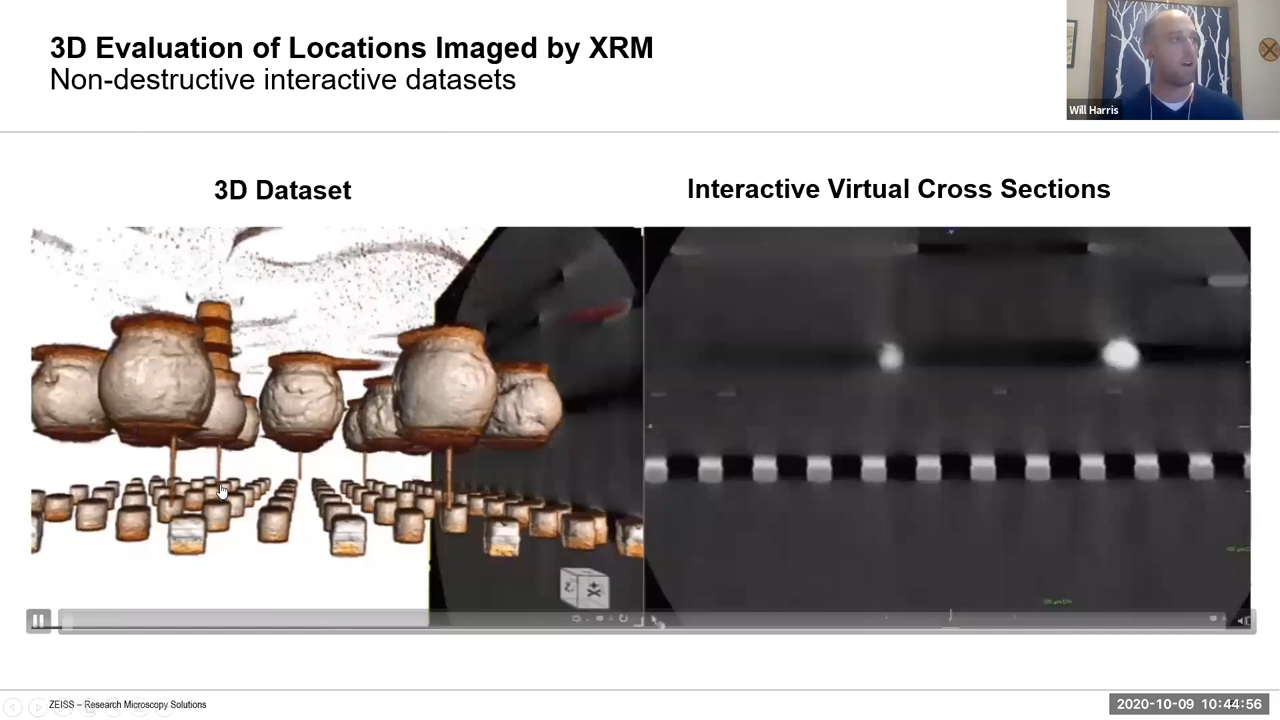 3D Evaluation of Locations Imaged by XRM
Non-destructive interactive datasets
Will Harris
3D Dataset
Interactive Virtual Cross Sections
ZEISS – Research Microscopy Solutions
2020-10-09 10:44:56